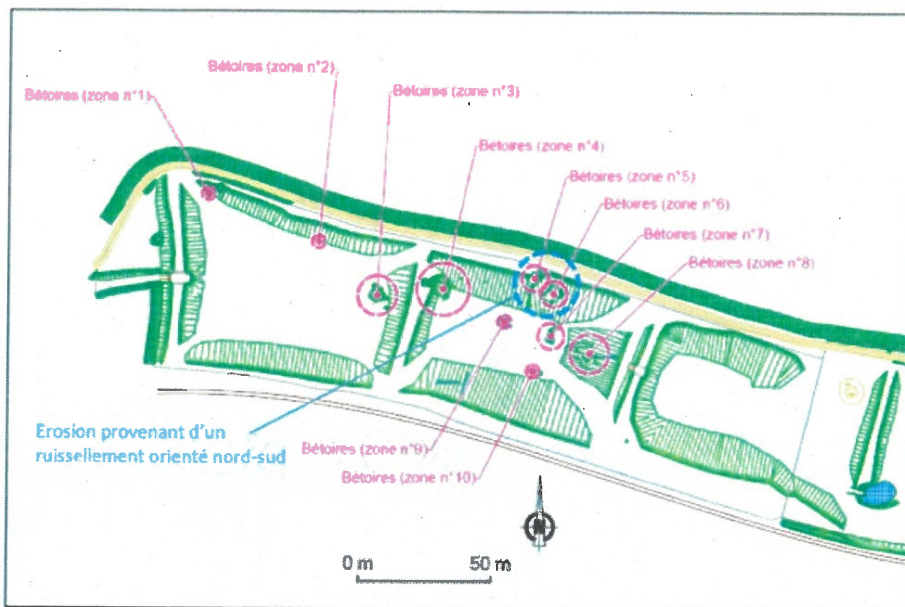 Bétoires (zone n°2)
Bétoires (zone n°1)
Bétoires (zone n°3)
Bétoires (zone n°4)
Bétoires (zone n°5)
Bétoires (zone n°6)
Bétoires (zone n°7)
Bétoires (zone n°8)
Erosion provenant d'un
ruissellement orienté nord-sud
Bétoires (zone n°9)
Bétoires (zone n°10)
N
0 m 50 m